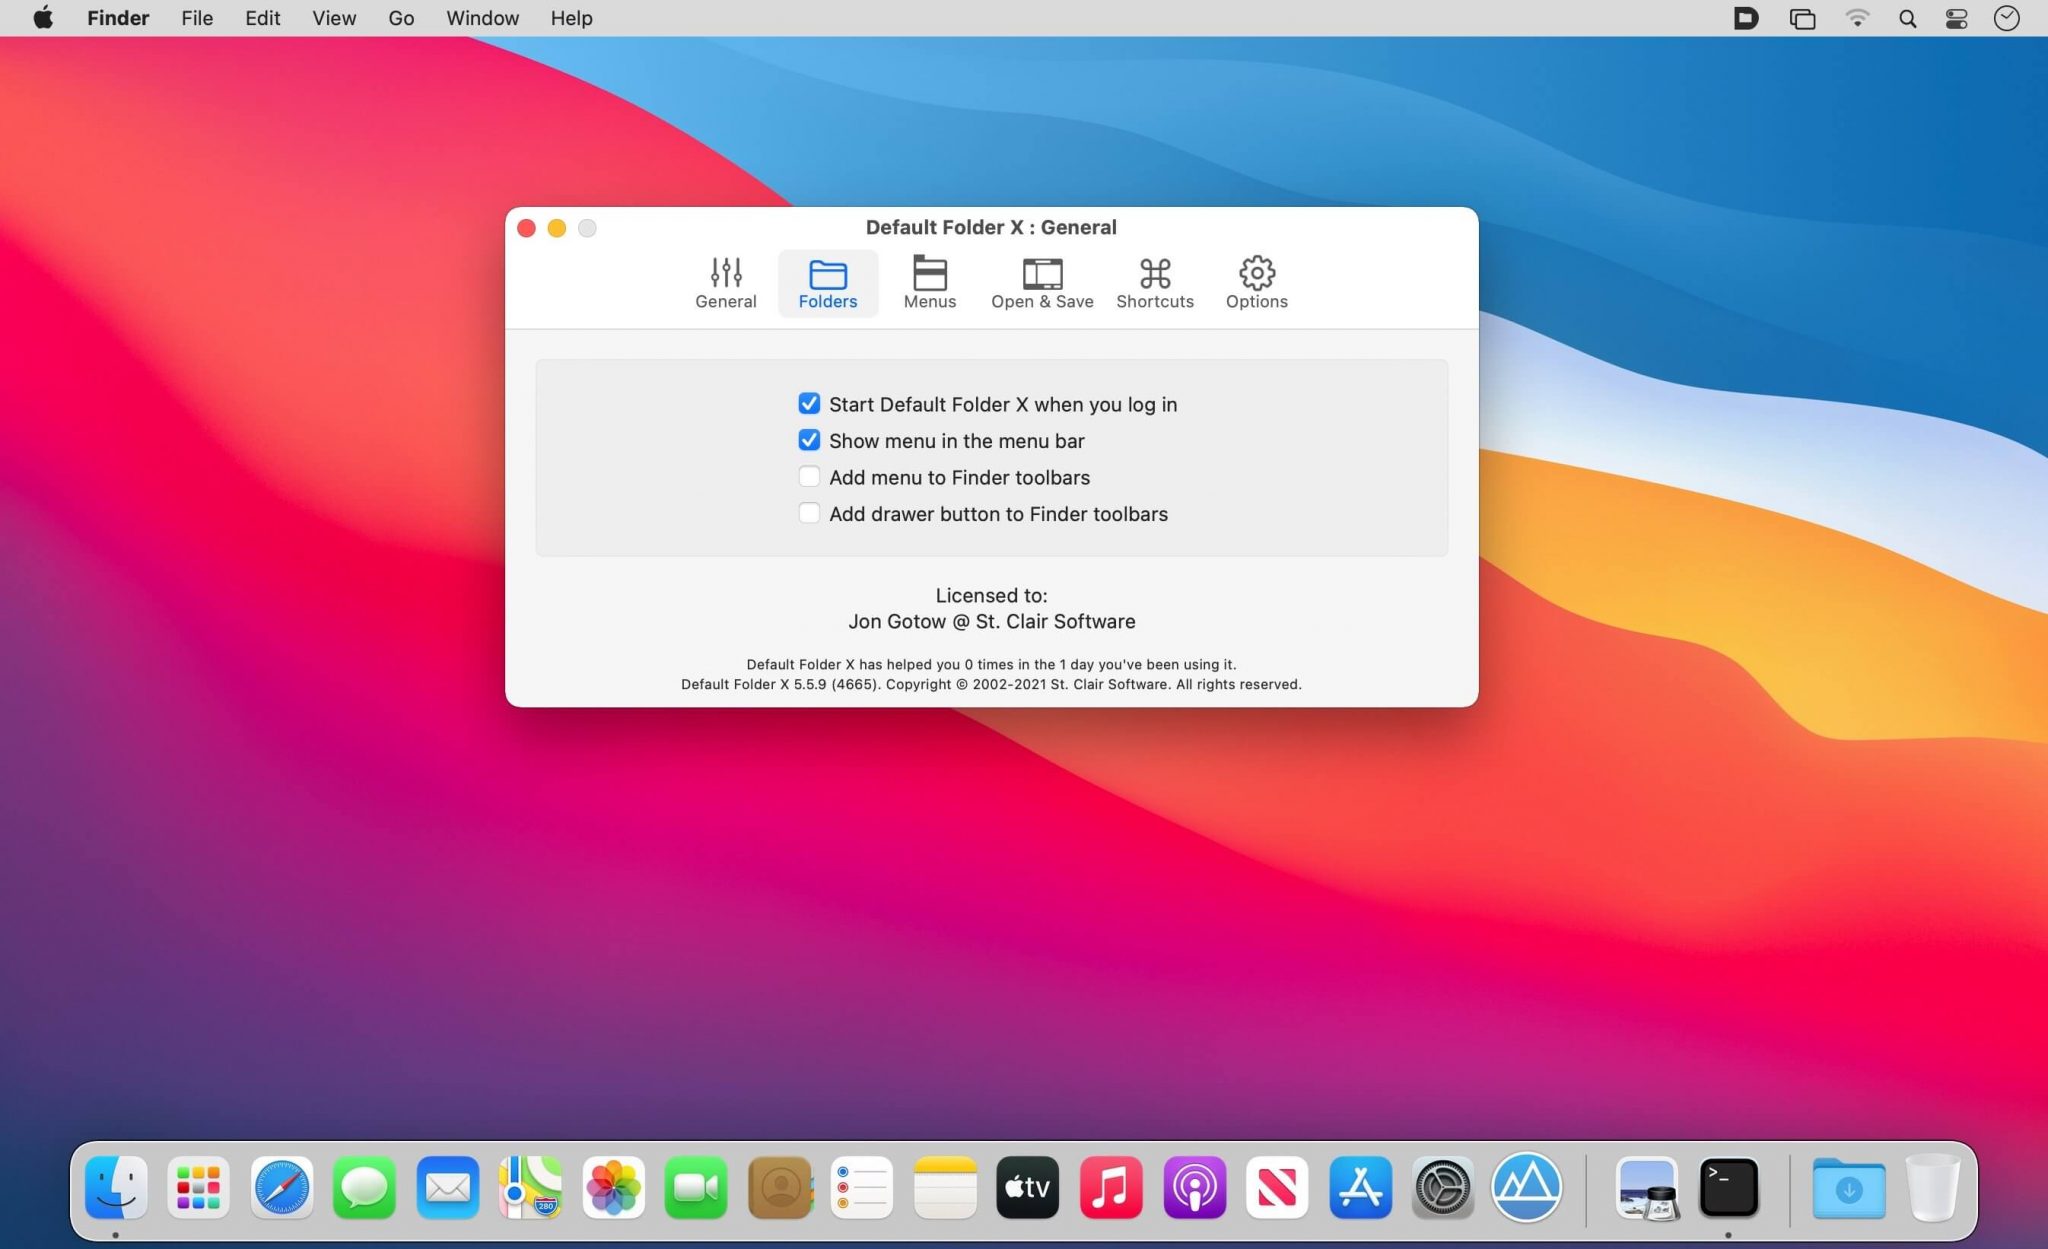 Finder File Edit View Go Window Help
Default Folder X : General
General Folders Menus Open & Save Shortcuts Options
Start Default Folder X when you log in
Show menu in the menu bar
Add menu to Finder toolbars
Add drawer button to Finder toolbars
Licensed to:
Jon Gotow @ St. Clair Software
Default Folder X has helped you 0 times in the 1 day you've been using it.
Default Folder X 5.5.9 (4665). Copyright © 2002-2021 St. Clair Software. All rights reserved.
280
tv
>_